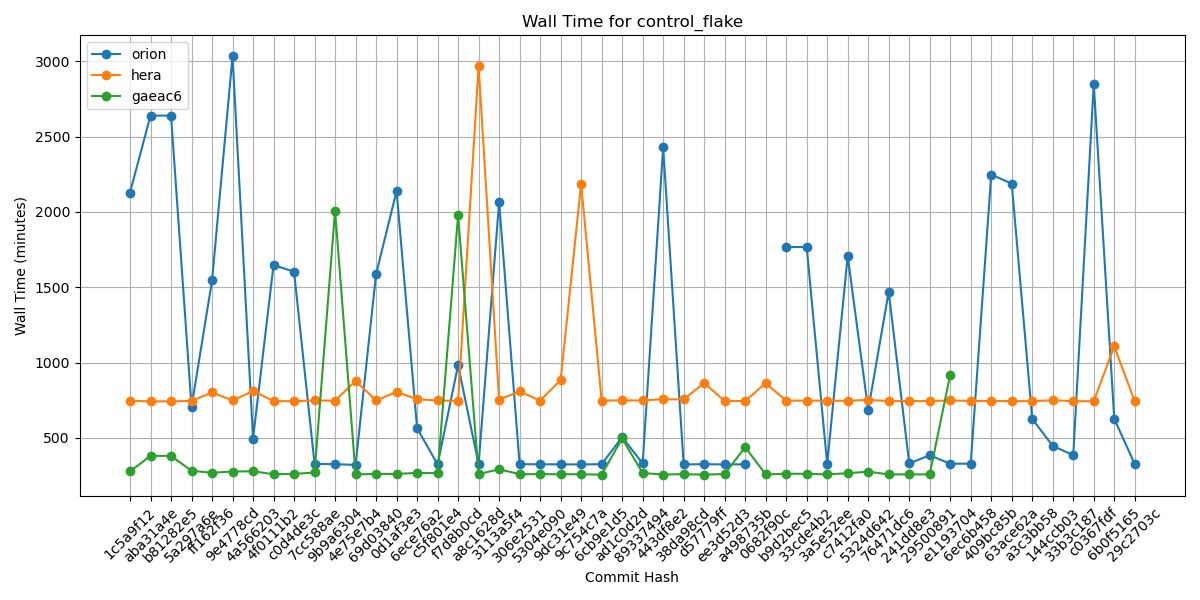 Wall Time for control_flake
orion
hera
gaeac6
3000
2500
2000
1500
1000
500
Wall Time (minutes)
1c5a9f12
aba31a4e
b81282e5
5a297a6e
ff162f36
9e4778cd
4a566203
4f0111b2
c0d4de3c
7cc588ae
9b9a6304
4e75e7b4
69d03840
0d1af3e3
6ece76a2
c5f801e4
f7d8b0cd
a8c1628d
3113a5f4
306e2531
5304e090
9dc31e49
9c754c7a
6cb9e1d5
ad1c0d2d
89337494
443df8e2
38da98cd
d57779ff
ee3d52d3
a498735b
0682f90c
b9d2bec5
33cde4b2
3a5e52ee
c7412fa0
5324d642
76471dc6
241dd8e3
29500891
e1193704
6ec6b458
409bc85b
63ace62a
a3c3bb58
144ccb03
33b3c187
c0367fdf
6b0f5165
29c2703c
Commit Hash